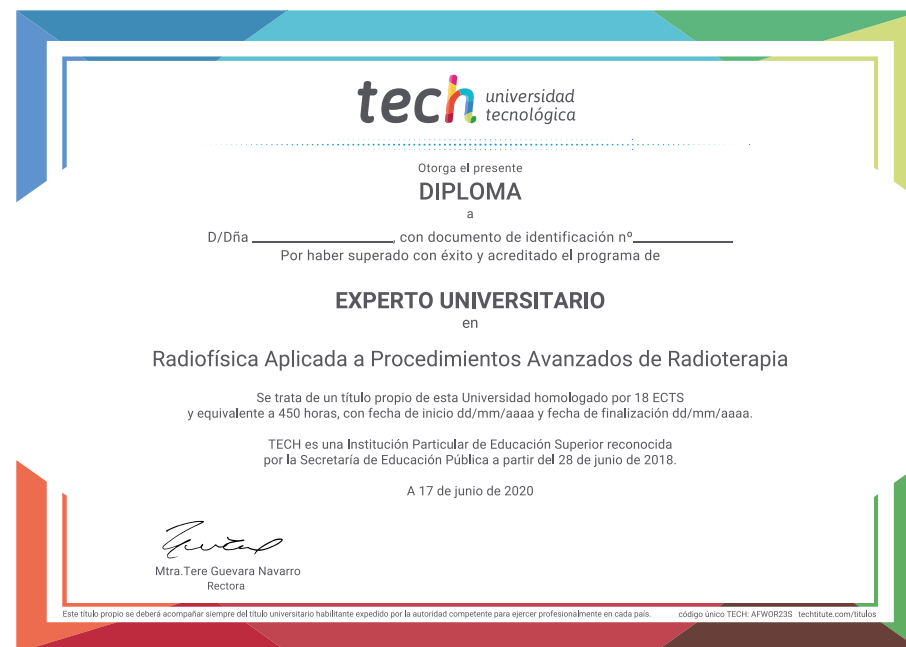 tech universidad
tecnológica
Otorga el presente
DIPLOMA
a
D/Dña ____________________, con documento de identificación nº______________
Por haber superado con éxito y acreditado el programa de
EXPERTO UNIVERSITARIO
en
Radiofísica Aplicada a Procedimientos Avanzados de Radioterapia
Se trata de un título propio de esta Universidad homologado por 18 ECTS
y equivalente a 450 horas, con fecha de inicio dd/mm/aaaa y fecha de finalización dd/mm/aaaa.
TECH es una Institución Particular de Educación Superior reconocida
por la Secretaría de Educación Pública a partir del 28 de junio de 2018.
A 17 de junio de 2020
Mtra.Tere Guevara Navarro
Rectora
Este título propio se deberá acompañar siempre del título universitario habilitante expedido por la autoridad competente para ejercer profesionalmente en cada país. código único TECH: AFWOR23S techtitute.com/titulos